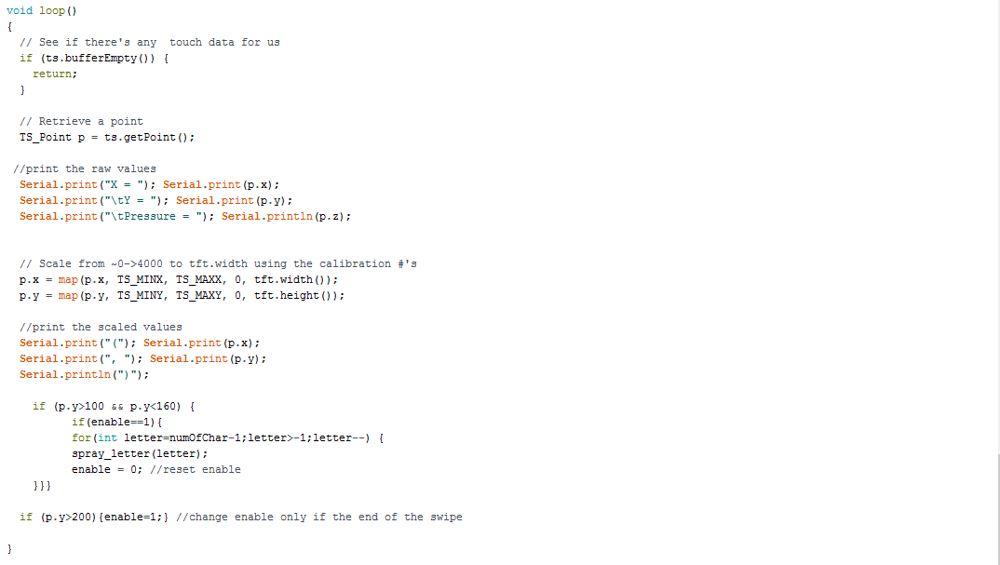 void loop()
{
  // See if there's any  touch data for us
  if (ts.bufferEmpty()) {
    return;
  }
  // Retrieve a point
  TS_Point p = ts.getPoint();
 //print the raw values
  Serial.print("X = "); Serial.print(p.x);
  Serial.print("\tY = "); Serial.print(p.y);
  Serial.print("\tPressure = "); Serial.println(p.z);
  // Scale from ~0->4000 to tft.width using the calibration #'s
  p.x = map(p.x, TS_MINX, TS_MAXX, 0, tft.width());
  p.y = map(p.y, TS_MINY, TS_MAXY, 0, tft.height());
  //print the scaled values
  Serial.print("("); Serial.print(p.x);
  Serial.print(", "); Serial.print(p.y);
  Serial.println(")");
    if (p.y>100 && p.y<160) {
          if(enable==1){
          for(int letter=numOfChar-1;letter>-1;letter--) {
          spray_letter(letter);
          enable = 0; //reset enable
    }}}
  if (p.y>200){enable=1;} //change enable only if the end of the swipe
}